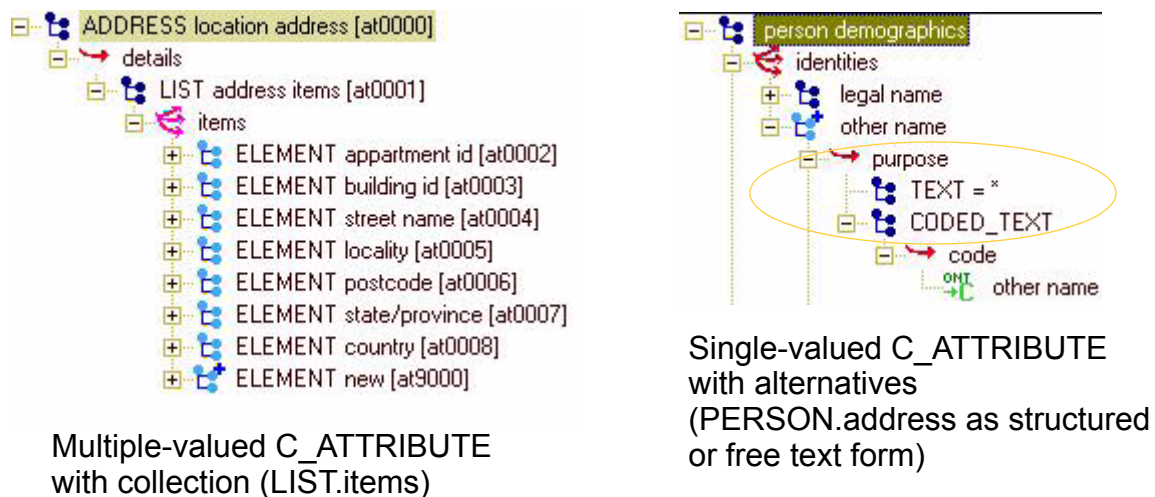 ADDRESS location address [at0000]
details
LIST address items [at0001]
items
ELEMENT appartment id [at0002]
ELEMENT building id [at0003]
ELEMENT street name [at0004]
ELEMENT locality [at0005]
ELEMENT postcode [at0006]
ELEMENT state/province [at0007]
ELEMENT country [at0008]
ELEMENT new [at9000]
Multiple-valued C_ATTRIBUTE
with collection (LIST.items)
person demographics
identities
legal name
other name
purpose
TEXT = *
CODED_TEXT
code
ONT C other name
Single-valued C_ATTRIBUTE
with alternatives
(PERSON.address as structured
or free text form)